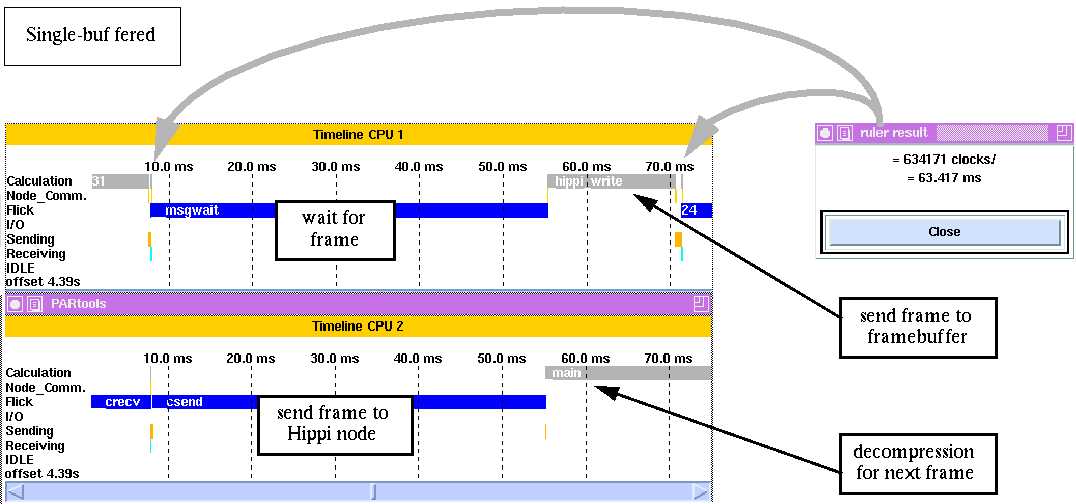 Single-buf fered
Timeline CPU 1
10.0 ms 20.0 ms 30.0 ms 40.0 ms 50.0 ms 60.0 ms 70.0 ms
Calculation 31 hippi_write
Node_Comm.
Flick msgwait 24
I/O
Sending
Receiving
IDLE
offset 4.39s
wait for
frame
ruler result
= 634171 clocks/
= 63.417 ms
Close
send frame to
framebuffer
PARtools
Timeline CPU 2
10.0 ms 20.0 ms 30.0 ms 40.0 ms 50.0 ms 60.0 ms 70.0 ms
Calculation main
Node_Comm.
Flick crecv csend
I/O
Sending
Receiving
IDLE
offset 4.39s
send frame to
Hippi node
decompression
for next frame